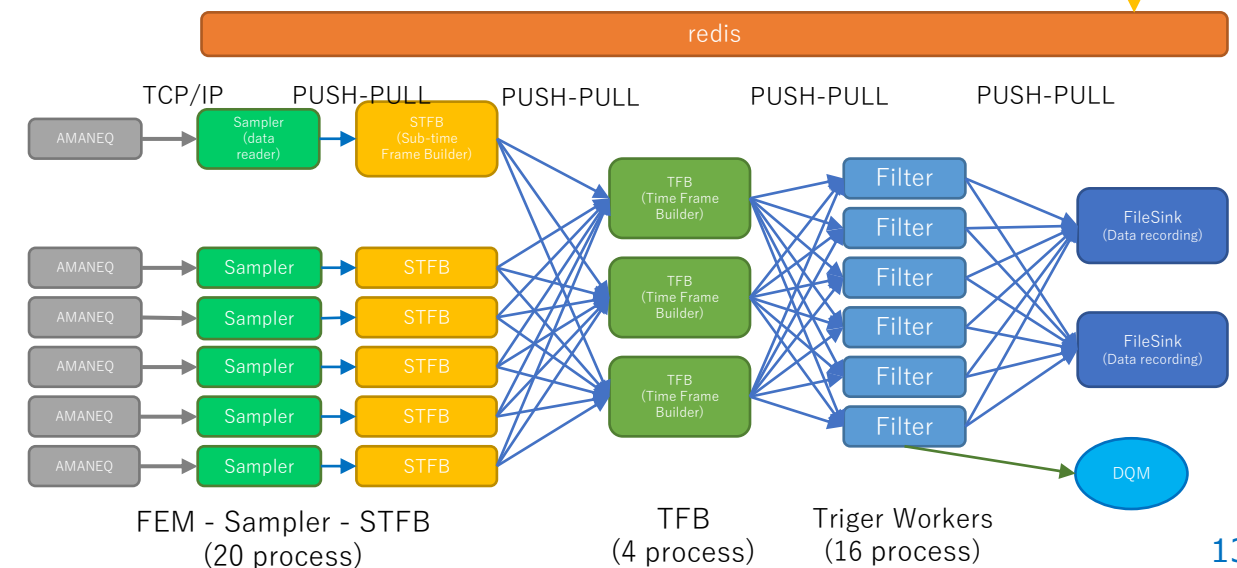 redis
TCP/IP
PUSH-PULL
PUSH-PULL
PUSH-PULL
PUSH-PULL
AMANEQ
Sampler
(data
reader)
STFB
(Sub-time
Frame Builder)
AMANEQ
Sampler
STFB
AMANEQ
Sampler
STFB
AMANEQ
Sampler
STFB
AMANEQ
Sampler
STFB
AMANEQ
Sampler
STFB
TFB
(Time Frame
Builder)
TFB
(Time Frame
Builder)
TFB
(Time Frame
Builder)
Filter
Filter
Filter
Filter
Filter
Filter
FileSink
(Data recording)
FileSink
(Data recording)
DQM
FEM - Sampler - STFB
(20 process)
TFB
(4 process)
Triger Workers
(16 process)